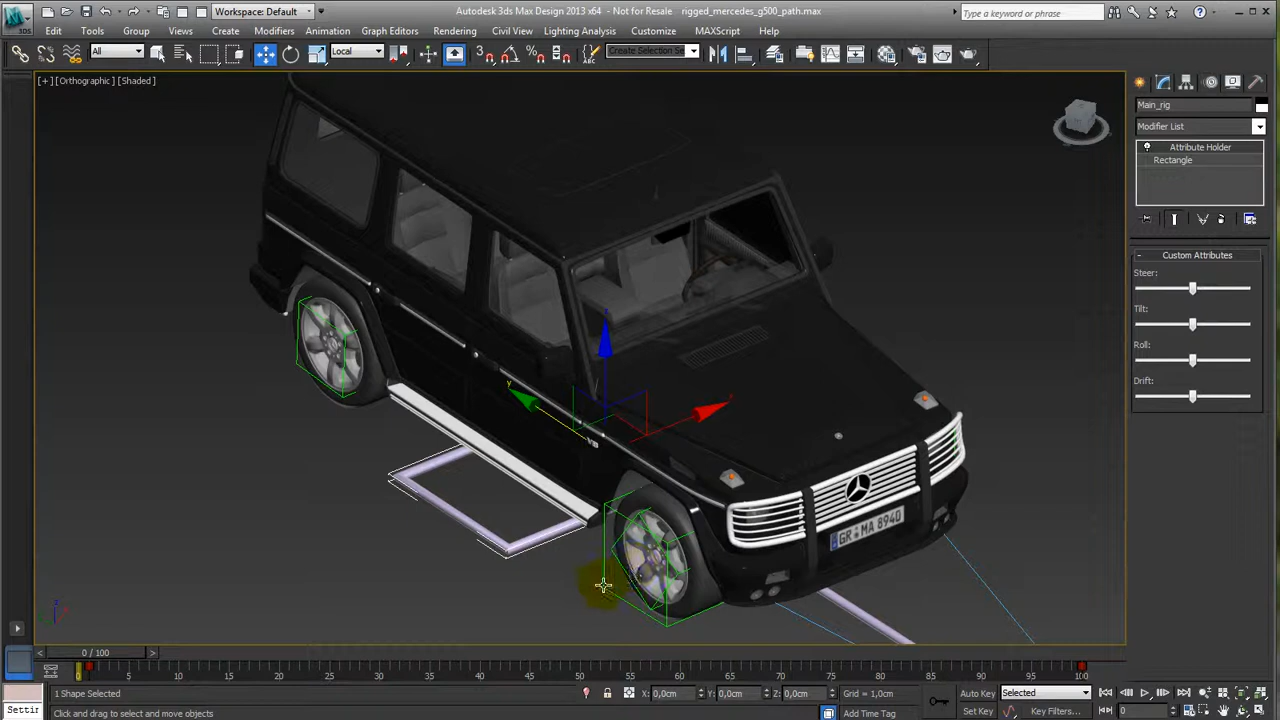 Workspace: Default
Autodesk 3ds Max Design 2013 x64 - Not for Resale rigged_mercedes_g500_path.max
Type a keyword or phrase
Edit Tools Group Views Create Modifiers Animation Graph Editors Rendering Civil View Lighting Analysis Customize MAXScript Help
All
Local
Create Selection Se
[+] [Orthographic] [Shaded]
Main_rig
Modifier List
Attribute Holder
Rectangle
Custom Attributes
Steer:
Tilt:
Roll:
Drift:
V8
GR MA 8940
0 / 100
5 10 15 20 25 30 35 40 45 50 55 60 65 70 75 80 85 90 95 100
1 Shape Selected
X: 0,0cm Y: 0,0cm Z: 0,0cm
Grid = 1,0cm
Auto Key Selected
Settir
Click and drag to select and move objects
Add Time Tag
Set Key
Key Filters...
0